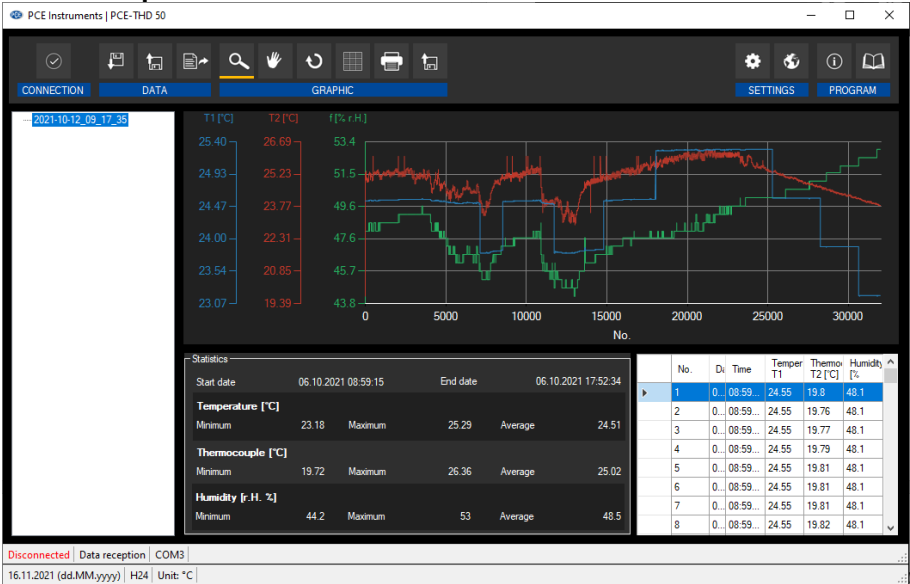 PCE Instruments | PCE-THD 50
CONNECTION DATA GRAPHIC SETTINGS PROGRAM
2021-10-12_09_17_35
T1 [°C] T2 [°C] f [% r.H.]
25.40 26.69 53.4
24.93 25.23 51.5
24.47 23.77 49.6
24.00 22.31 47.6
23.54 20.85 45.7
23.07 19.39 43.8
0 5000 10000 15000 20000 25000 30000
No.
Statistics
Start date 06.10.2021 08:59:15 End date 06.10.2021 17:52:34
Temperature [°C]
Minimum 23.18 Maximum 25.29 Average 24.51
Thermocouple [°C]
Minimum 19.72 Maximum 26.36 Average 25.02
Humidity [r.H. %]
Minimum 44.2 Maximum 53 Average 48.5
No. Da Time Temper T1 Thermo T2 [°C] Humidity [%
1 0... 08:59... 24.55 19.8 48.1
2 0... 08:59... 24.55 19.76 48.1
3 0... 08:59... 24.55 19.77 48.1
4 0... 08:59... 24.55 19.79 48.1
5 0... 08:59... 24.55 19.81 48.1
6 0... 08:59... 24.55 19.81 48.1
7 0... 08:59... 24.55 19.81 48.1
8 0... 08:59... 24.55 19.82 48.1
Disconnected Data reception COM3
16.11.2021 (dd.MM.yyyy) H24 Unit: °C